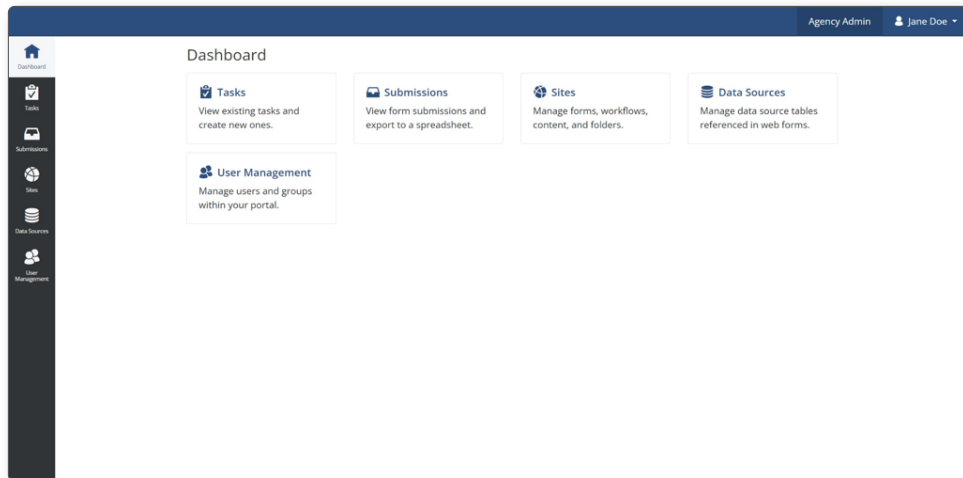 Agency Admin
Jane Doe
Dashboard
Tasks
Submissions
Sites
Data Sources
User
Management
Dashboard
Tasks
View existing tasks and
create new ones.
Submissions
View form submissions and
export to a spreadsheet.
Sites
Manage forms, workflows,
content, and folders.
Data Sources
Manage data source tables
referenced in web forms.
User Management
Manage users and groups
within your portal.